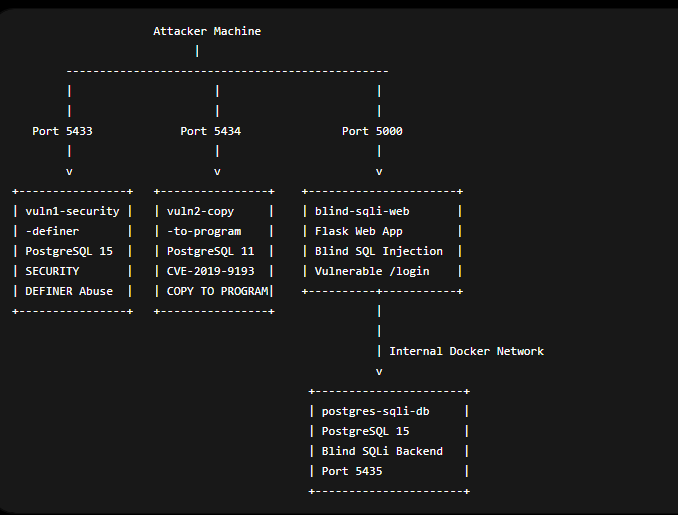 Attacker Machine
Port 5433 Port 5434 Port 5000
vuln1-security
-definer
PostgreSQL 15
SECURITY
DEFINER Abuse
vuln2-copy
-to-program
PostgreSQL 11
CVE-2019-9193
COPY TO PROGRAM
blind-sqli-web
Flask Web App
Blind SQL Injection
Vulnerable /login
Internal Docker Network
postgres-sqli-db
PostgreSQL 15
Blind SQLi Backend
Port 5435